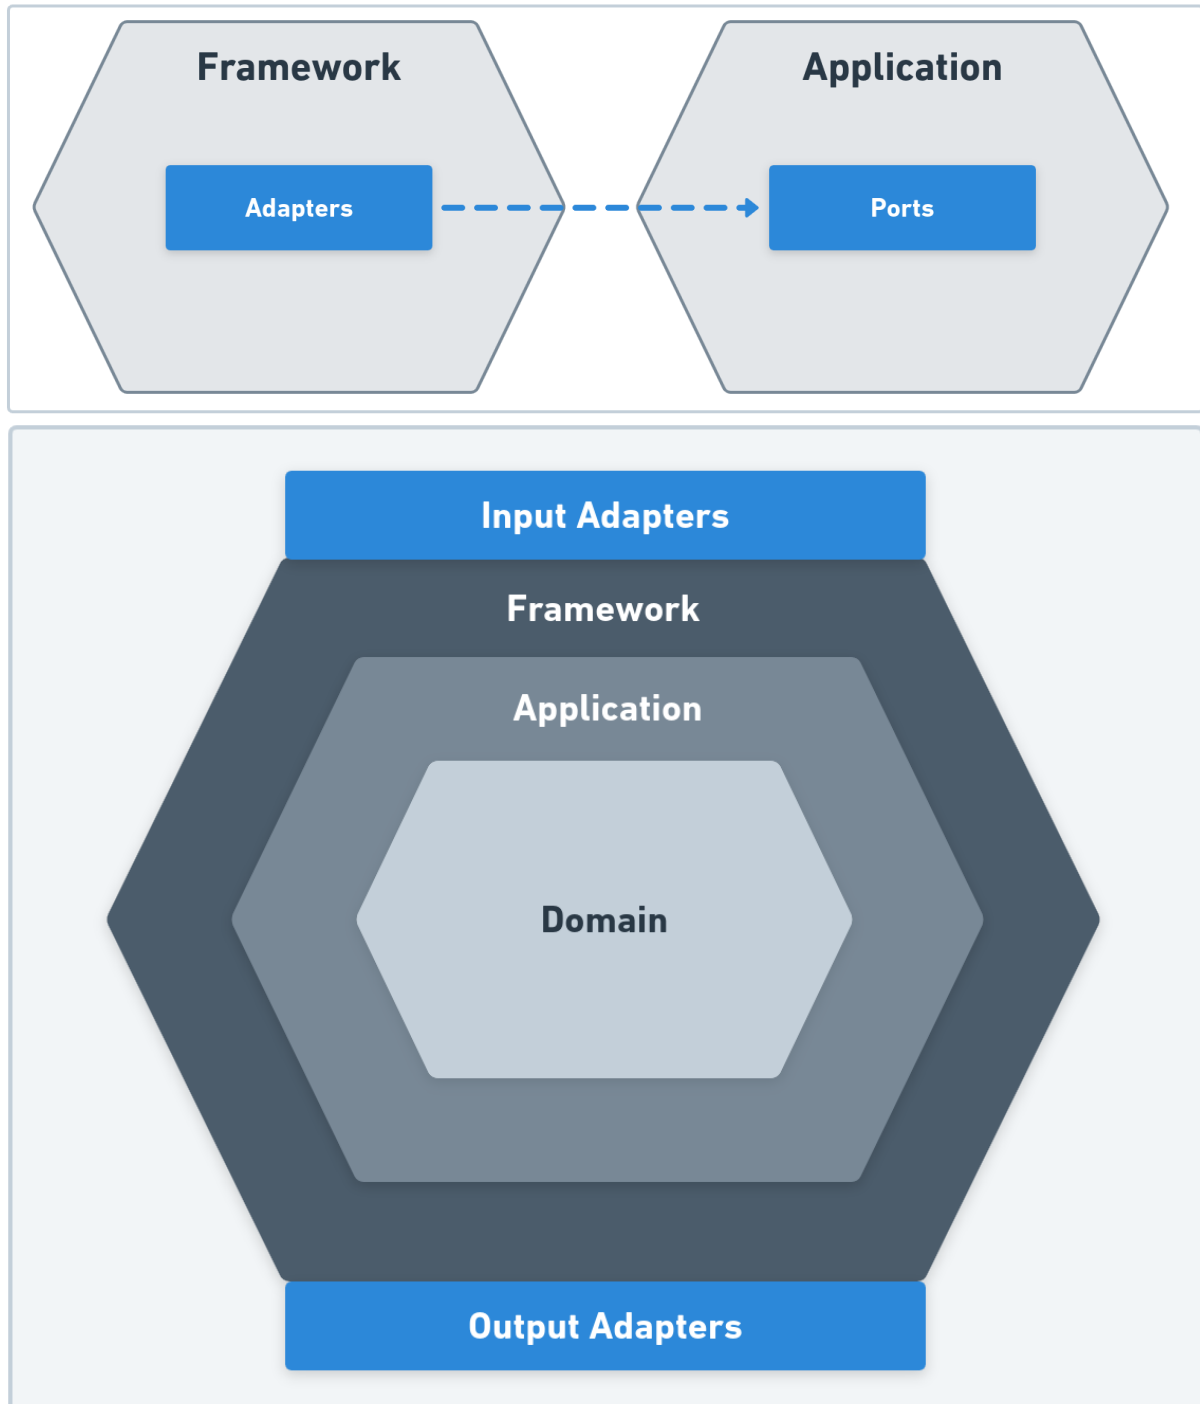 Framework
Application
Adapters
Ports
Input Adapters
Framework
Application
Domain
Output Adapters